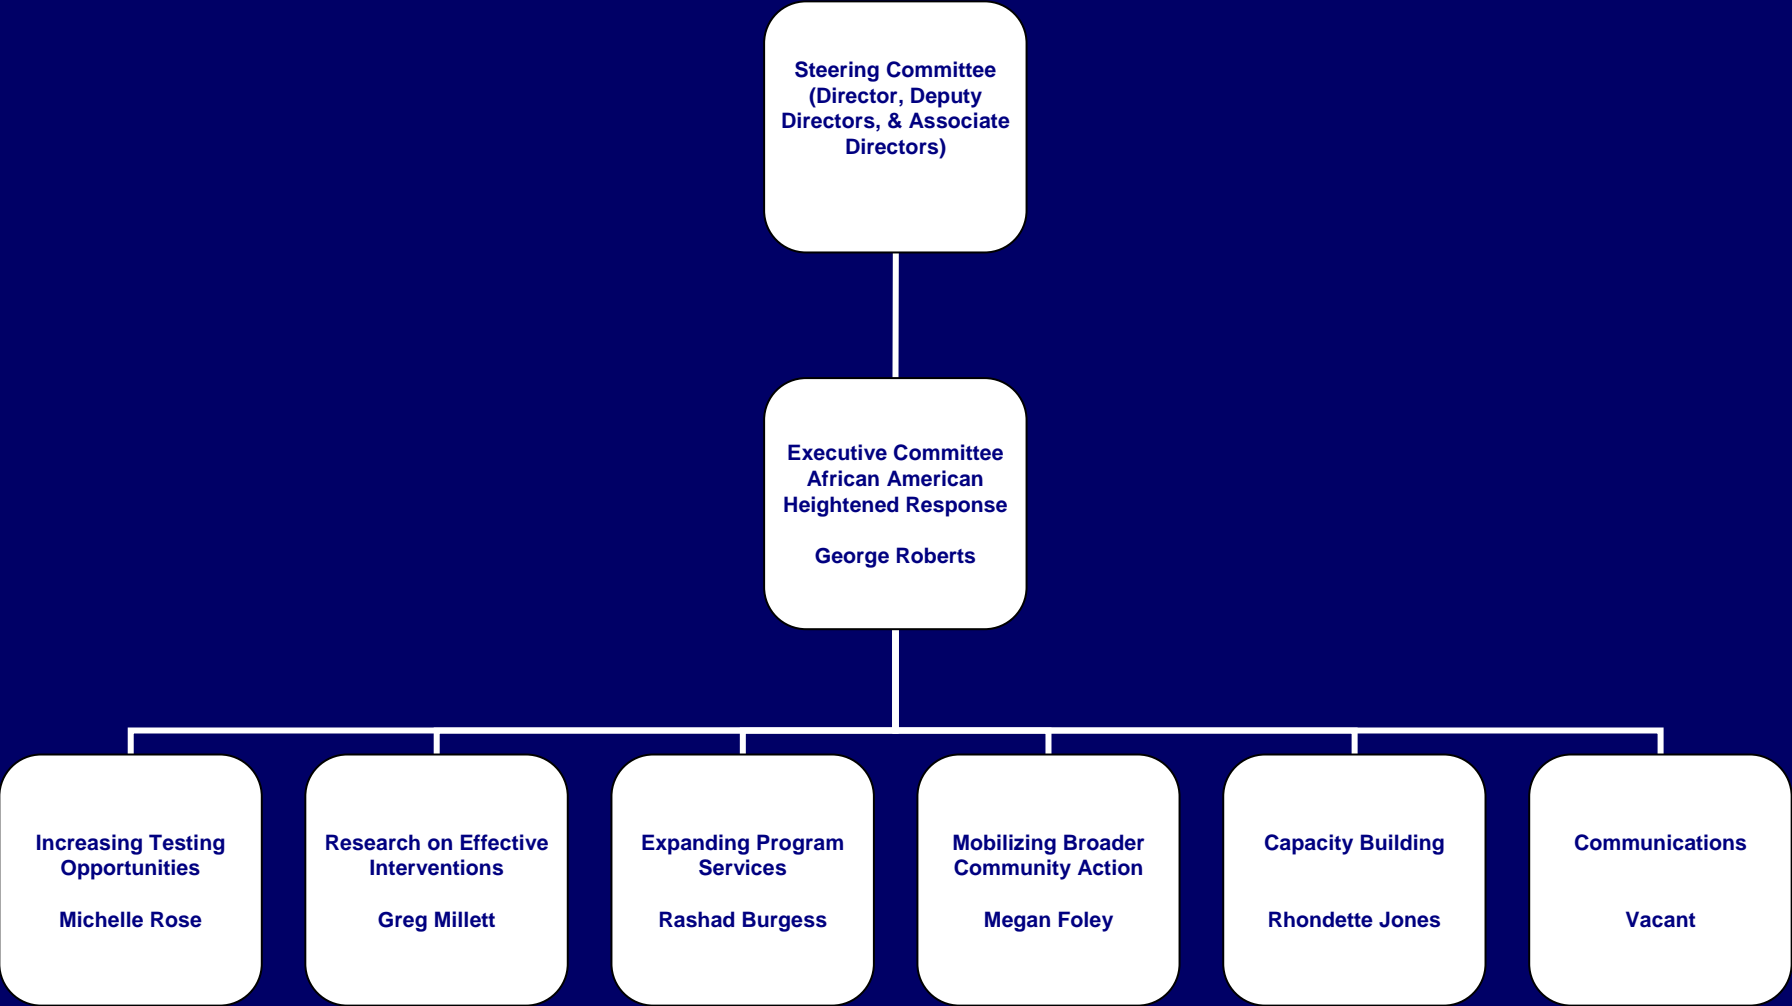 Steering Committee
(Director, Deputy
Directors, & Associate
Directors)
Executive Committee
African American
Heightened Response
George Roberts
Increasing Testing
Opportunities
Michelle Rose
Research on Effective
Interventions
Greg Millett
Expanding Program
Services
Rashad Burgess
Mobilizing Broader
Community Action
Megan Foley
Capacity Building
Rhondette Jones
Communications
Vacant